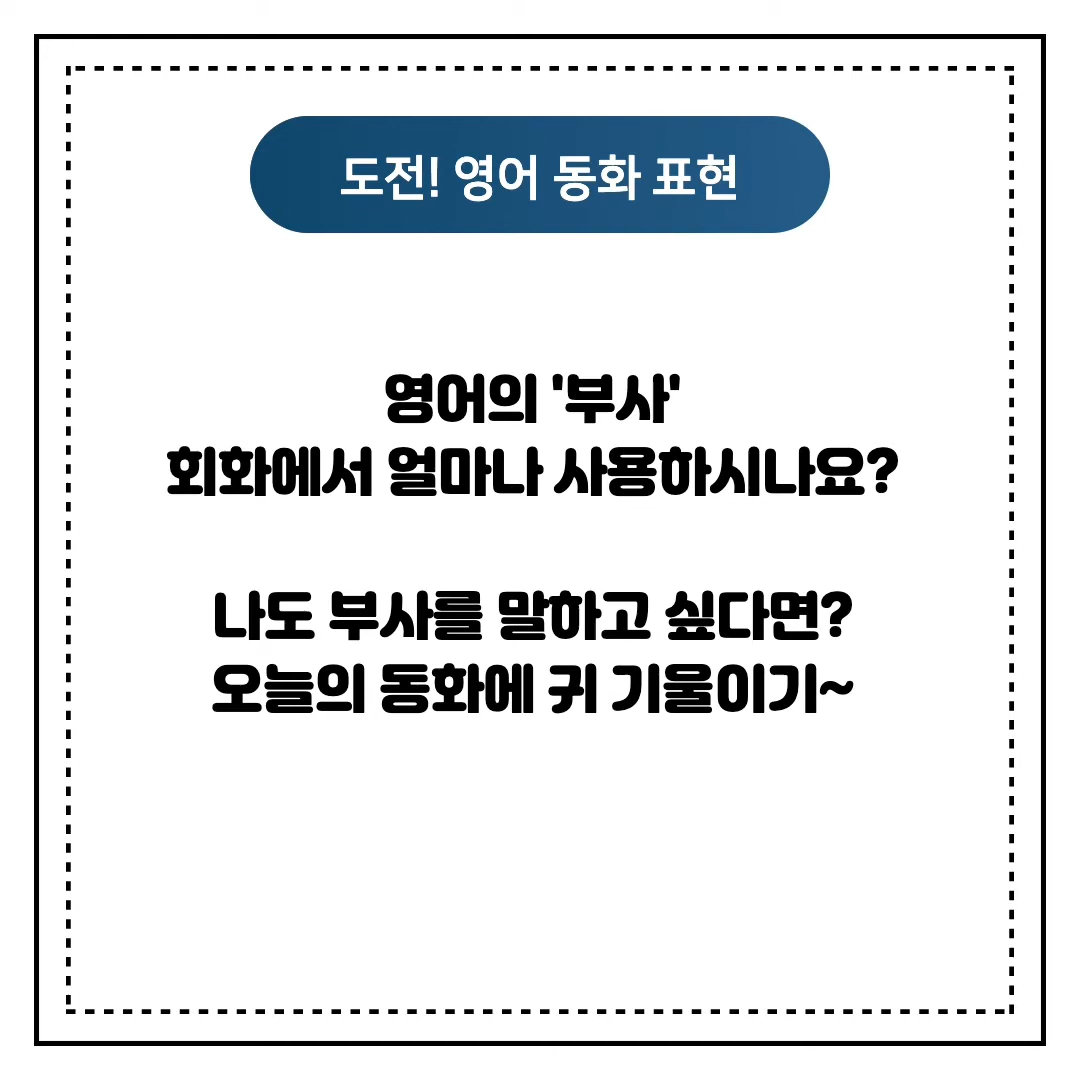 도전! 영어 동화 표현
영어의 '부사'
회화에서 얼마나 사용하시나요?
나도 부사를 말하고 싶다면?
오늘의 동화에 귀 기울이기~